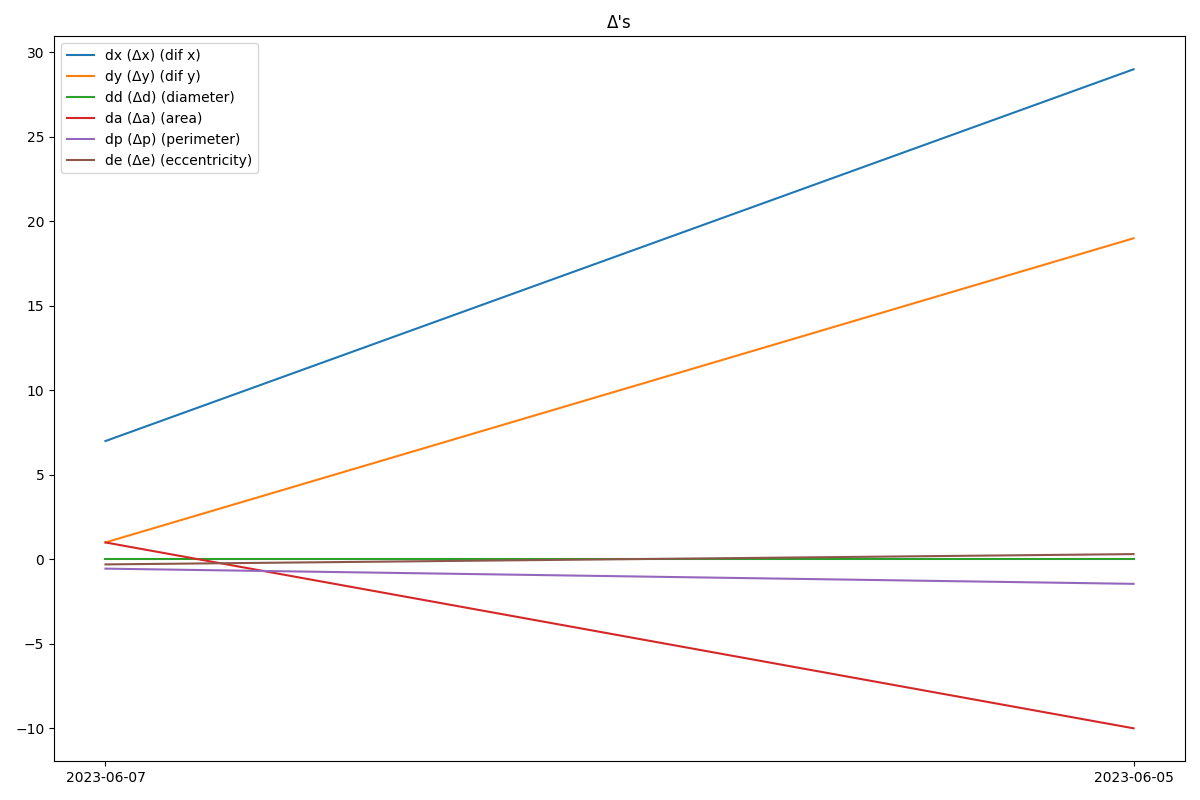 Δ's
dx (Δx) (dif x)
dy (Δy) (dif y)
dd (Δd) (diameter)
da (Δa) (area)
dp (Δp) (perimeter)
de (Δe) (eccentricity)
30
25
20
15
10
5
0
−5
−10
2023-06-07 2023-06-05